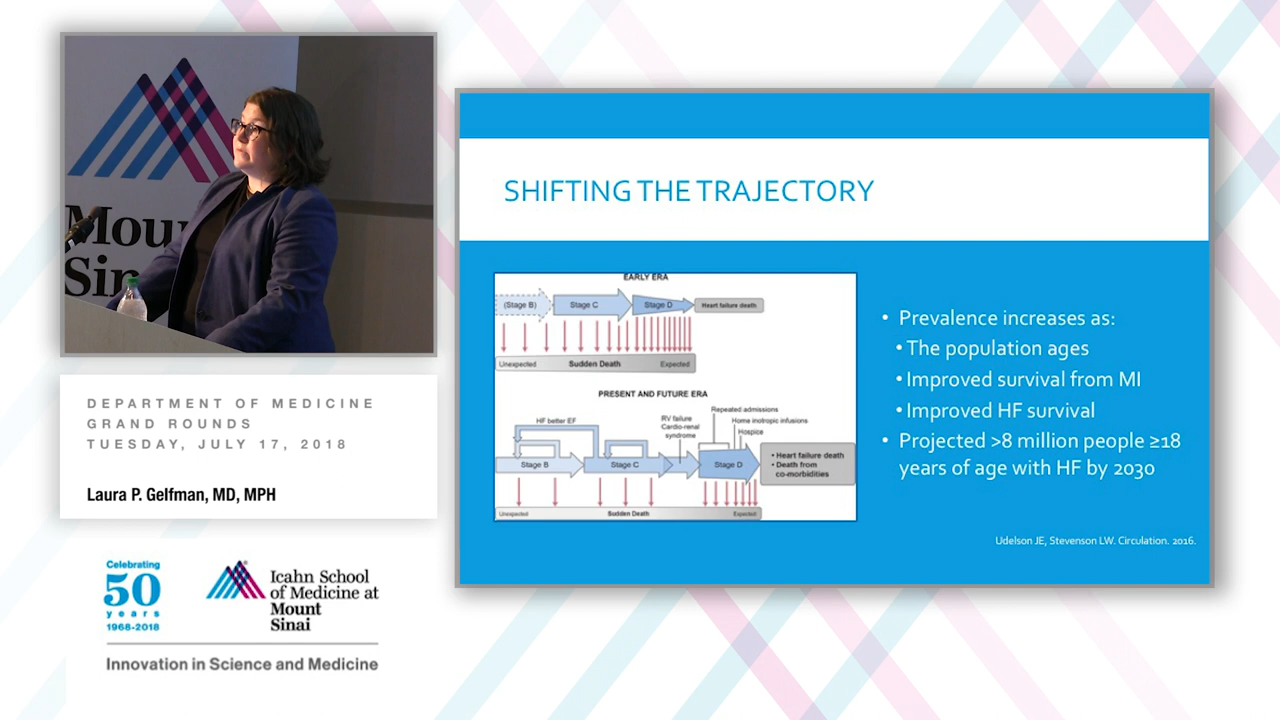 Mou
Sin
DEPARTMENT OF MEDICINE
GRAND ROUNDS
TUESDAY, JULY 17, 2018
Laura P. Gelfman, MD, MPH
Celebrating
50
years
1968-2018
Icahn School
of Medicine at
Mount
Sinai
Innovation in Science and Medicine
SHIFTING THE TRAJECTORY
EARLY ERA
(Stage B)
Stage C
Stage D
Heart failure death
Unexpected
Sudden Death
Expected
PRESENT AND FUTURE ERA
HF better EF
RV failure
Cardio-renal
syndrome
Repeated admissions
Home inotropic infusions
Hospice
Stage B
Stage C
Stage D
• Heart failure death
• Death from
co-morbidities
Unexpected
Sudden Death
Expected
• Prevalence increases as:
• The population ages
• Improved survival from MI
• Improved HF survival
• Projected >8 million people ≥18
years of age with HF by 2030
Udelson JE, Stevenson LW. Circulation. 2016.